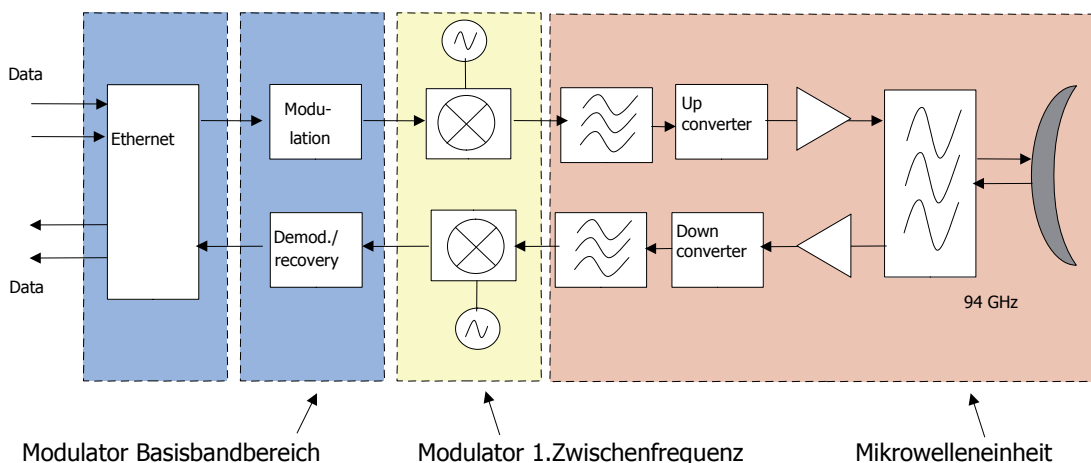 Data
Ethernet
Data
Modu-
lation
Demod./
recovery
Up
converter
Down
converter
94 GHz
Modulator Basisbandbereich
Modulator 1.Zwischenfrequenz
Mikrowelleneinheit